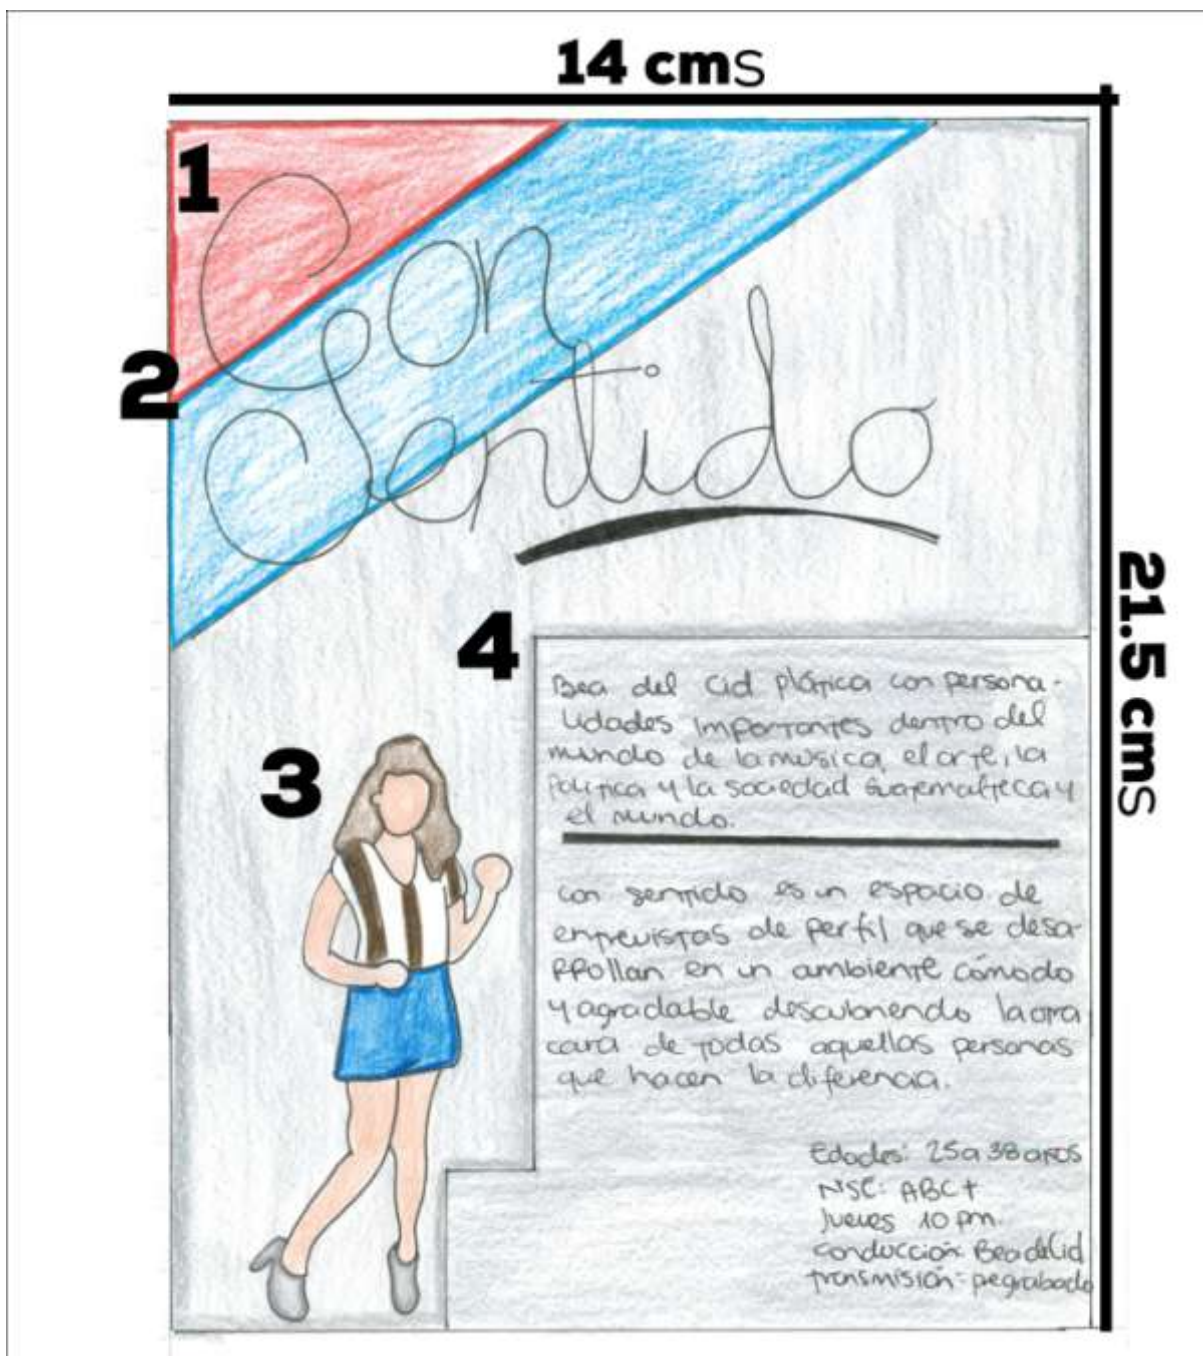 14 cms
1
Con
2
Sentido
21.5 cms
4
Bea del Cid Plática con persona-
lidades importantes dentro del
mundo de la música, el arte, la
Política y la sociedad guatemalteca y
el mundo.
3
con sentido es un espacio de
entrevistas de perfil que se desa-
rrollan en un ambiente cómodo
y agradable descubriendo la otra
cara de todas aquellas personas
que hacen la diferencia.
Edades: 25 a 38 años
NSE: ABC+
Jueves 10 pm.
conducción: Bea del Cid
transmisión: pregrabado